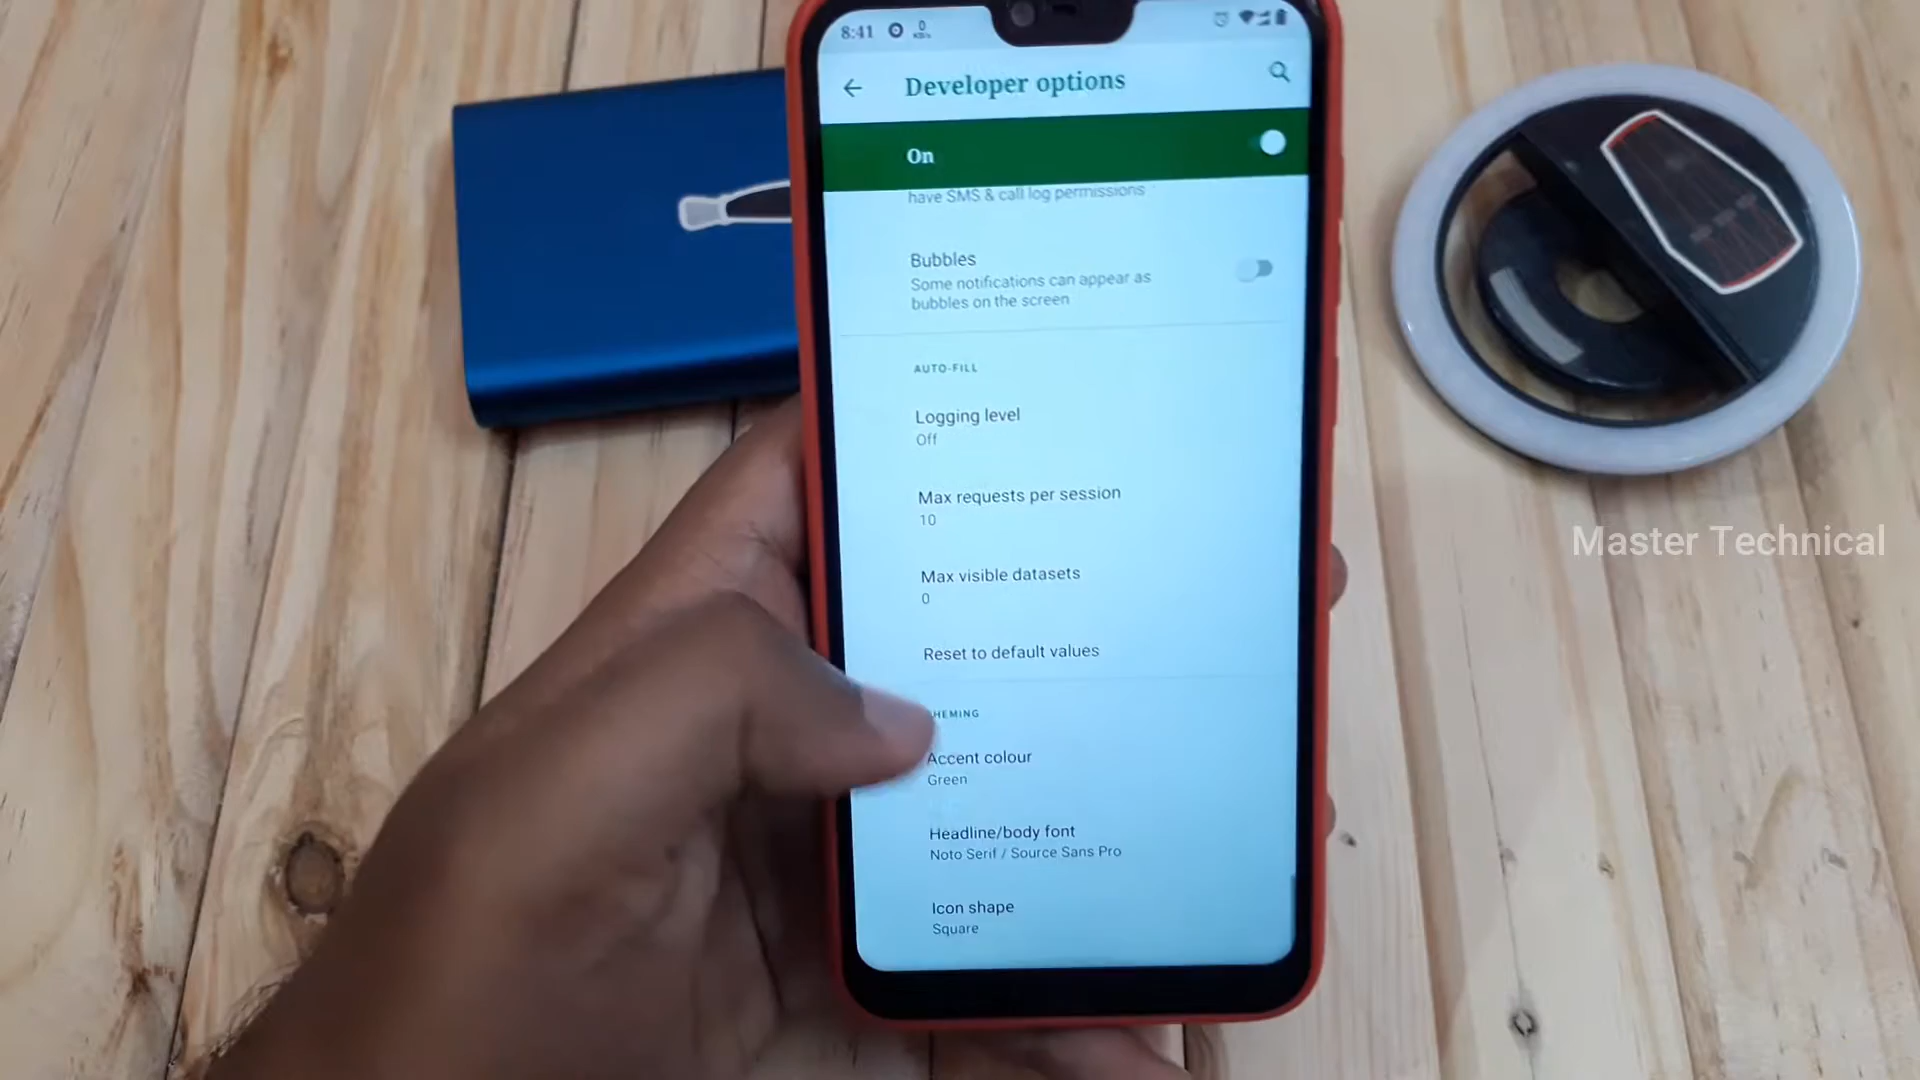 8:41
0
KB/s
Developer options
On
have SMS & call log permissions
Bubbles
Some notifications can appear as
bubbles on the screen
AUTO-FILL
Logging level
Off
Max requests per session
10
Max visible datasets
0
Reset to default values
HEMING
Accent colour
Green
Headline/body font
Noto Serif / Source Sans Pro
Icon shape
Square
Master Technical